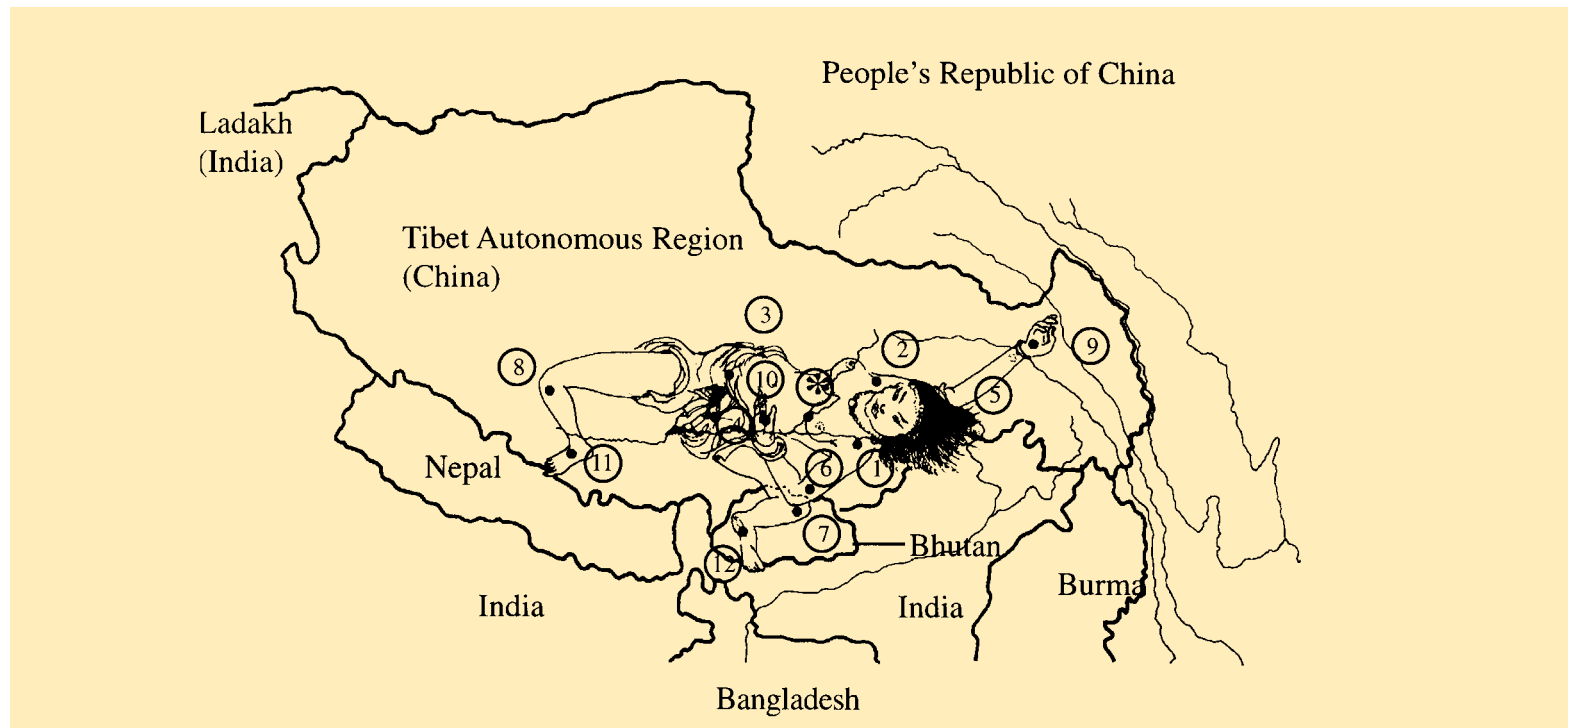 People’s Republic of China
Ladakh
(India)
Tibet Autonomous Region
(China)
3
2
9
8
10
*
5
4
Nepal
11
6
1
7
Bhutan
12
Burma
India
India
Bangladesh